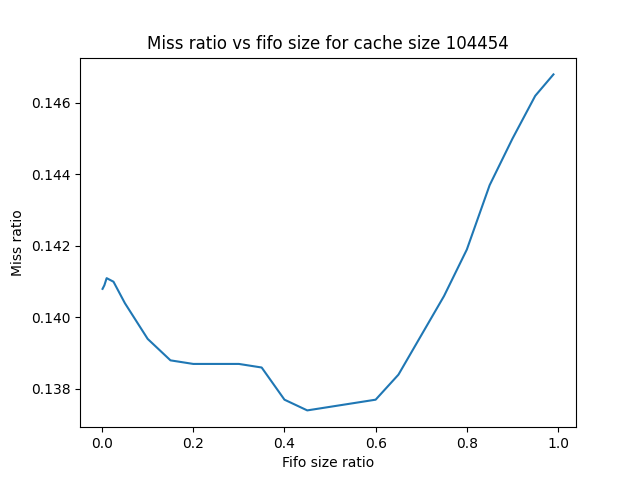 Miss ratio vs fifo size for cache size 104454
Miss ratio
0.146
0.144
0.142
0.140
0.138
0.0 0.2 0.4 0.6 0.8 1.0
Fifo size ratio